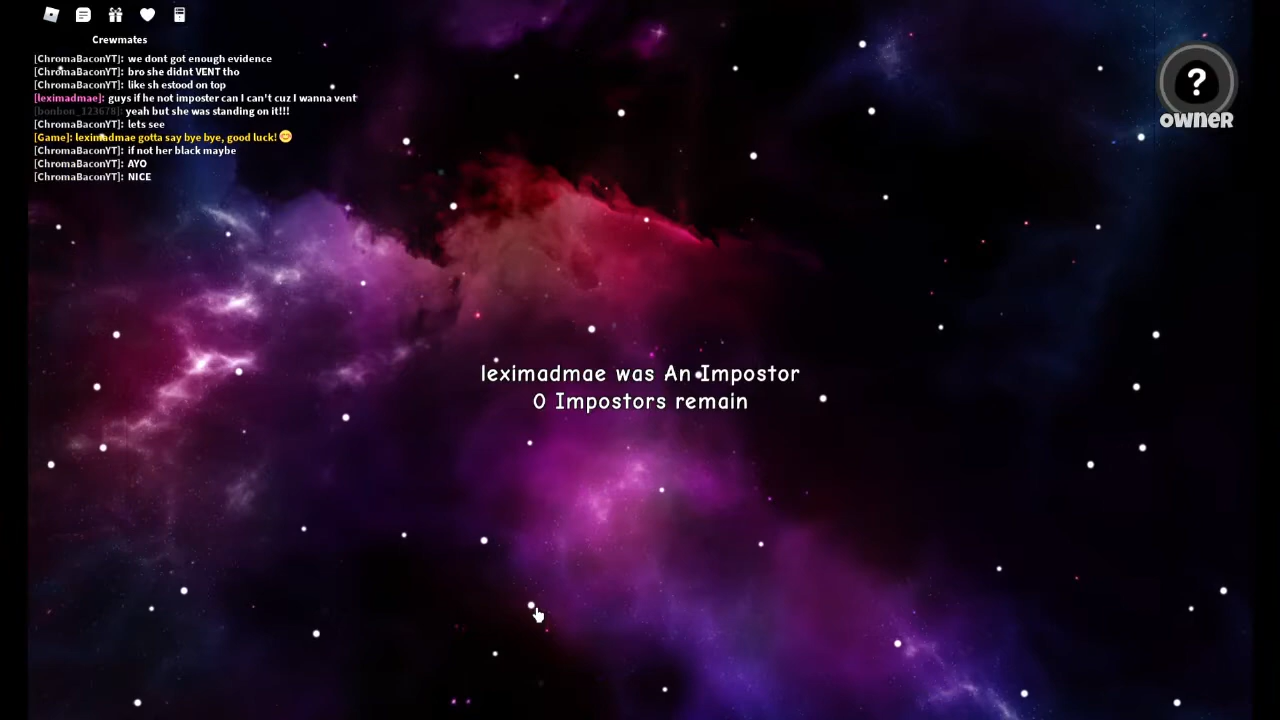 Crewmates
[ChromaBaconYT]: we dont got enough evidence
[ChromaBaconYT]: bro she didnt VENT tho
[ChromaBaconYT]: like sh estood on top
[leximadmae]: guys if he not imposter can I can't cuz I wanna vent
[bonbon_123678]: yeah but she was standing on it!!!
[ChromaBaconYT]: lets see
[Game]: leximadmae gotta say bye bye, good luck! 😊
[ChromaBaconYT]: if not her black maybe
[ChromaBaconYT]: AYO
[ChromaBaconYT]: NICE
?
OWNER
leximadmae was An Impostor
0 Impostors remain